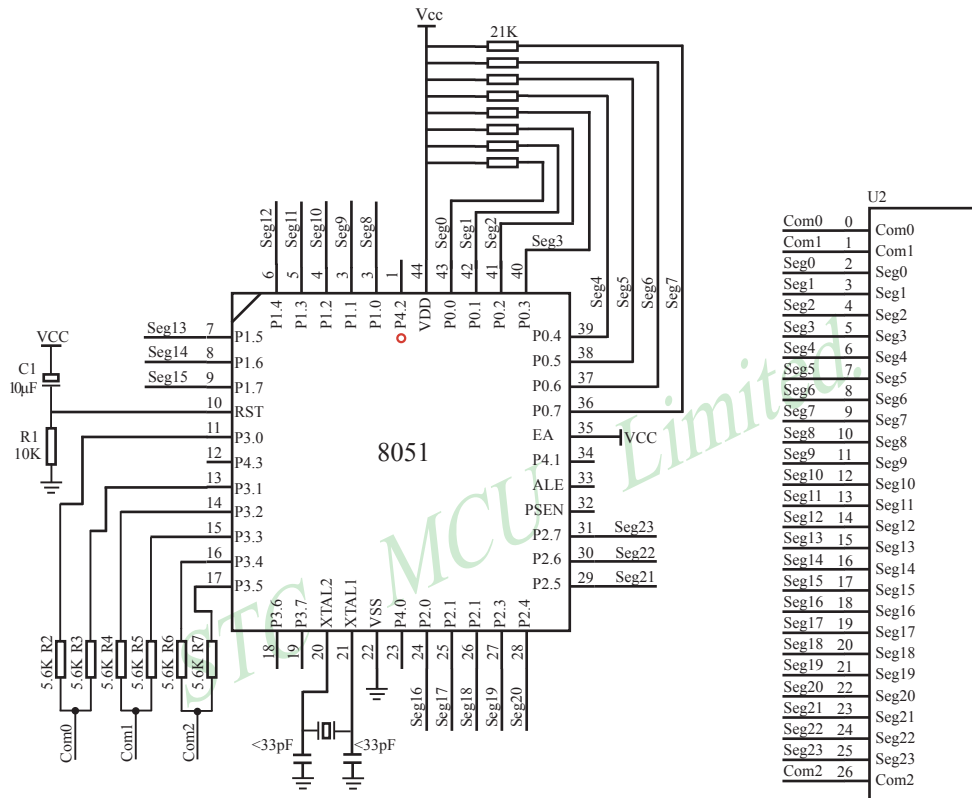 Vcc
21K
Seg12
Seg11
Seg10
Seg9
Seg8
Seg0
Seg1
Seg2
Seg3
Seg4
Seg5
Seg6
Seg7
6
5
4
3
3
1
44
43
42
41
40
P1.4
P1.3
P1.2
P1.1
P1.0
P4.2
VDD
P0.0
P0.1
P0.2
P0.3
Seg13 7 P1.5
Seg14 8 P1.6
Seg15 9 P1.7
10 RST
11 P3.0
12 P4.3
13 P3.1
14 P3.2
15 P3.3
16 P3.4
17 P3.5
VCC
C1
10μF
R1
10K
8051
P0.4 39
P0.5 38
P0.6 37
P0.7 36
EA 35 VCC
P4.1 34
ALE 33
PSEN 32
P2.7 31 Seg23
P2.6 30 Seg22
P2.5 29 Seg21
P3.6
P3.7
XTAL2
XTAL1
VSS
P4.0
P2.0
P2.1
P2.1
P2.3
P2.4
18
19
20
21
22
23
24
25
26
27
28
Seg16
Seg17
Seg18
Seg19
Seg20
5.6K R2
5.6K R3
5.6K R4
5.6K R5
5.6K R6
5.6K R7
Com0
Com1
Com2
<33pF
<33pF
STC MCU Limited.
U2
Com0 0 Com0
Com1 1 Com1
Seg0 2 Seg0
Seg1 3 Seg1
Seg2 4 Seg2
Seg3 5 Seg3
Seg4 6 Seg4
Seg5 7 Seg5
Seg6 8 Seg6
Seg7 9 Seg7
Seg8 10 Seg8
Seg9 11 Seg9
Seg10 12 Seg10
Seg11 13 Seg11
Seg12 14 Seg12
Seg13 15 Seg13
Seg14 16 Seg14
Seg15 17 Seg15
Seg16 18 Seg16
Seg17 19 Seg17
Seg18 20 Seg18
Seg19 21 Seg19
Seg20 22 Seg20
Seg21 23 Seg21
Seg22 24 Seg22
Seg23 25 Seg23
Com2 26 Com2